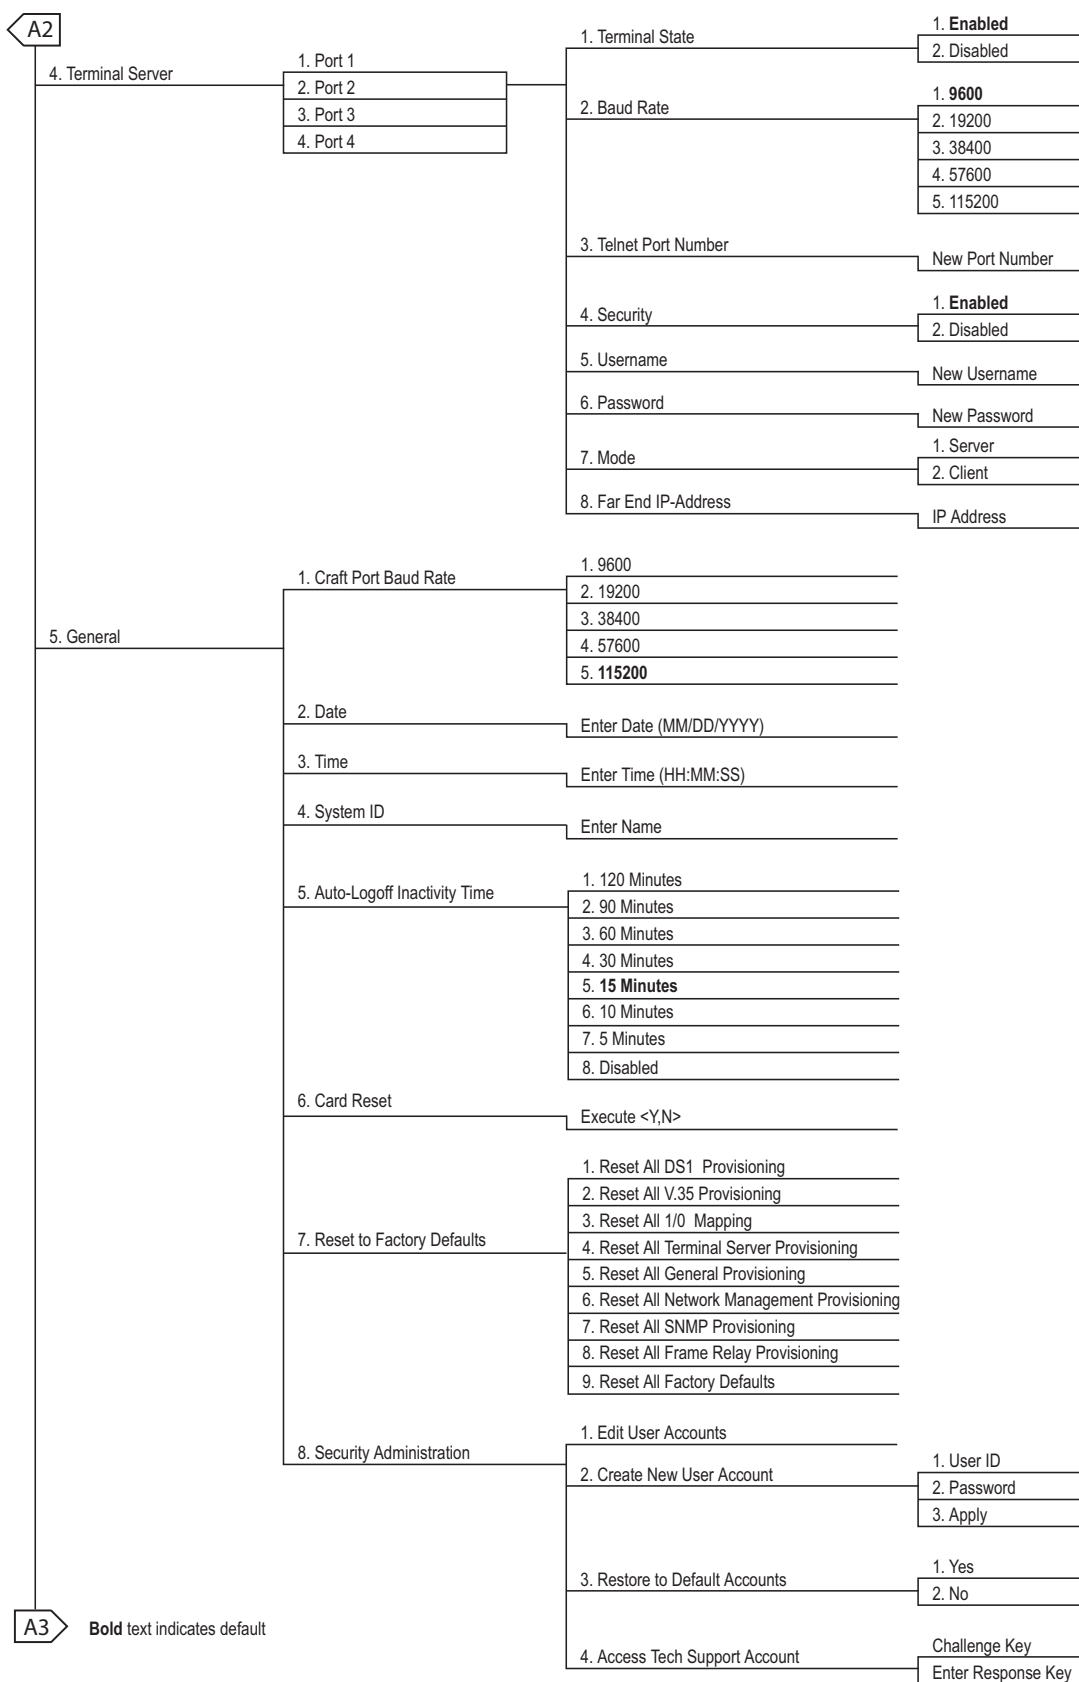 A2
4. Terminal Server
1. Port 1
2. Port 2
3. Port 3
4. Port 4
1. Terminal State
1. Enabled
2. Disabled
2. Baud Rate
1. 9600
2. 19200
3. 38400
4. 57600
5. 115200
3. Telnet Port Number
New Port Number
4. Security
1. Enabled
2. Disabled
5. Username
New Username
6. Password
New Password
7. Mode
1. Server
2. Client
8. Far End IP-Address
IP Address
5. General
1. Craft Port Baud Rate
1. 9600
2. 19200
3. 38400
4. 57600
5. 115200
2. Date
Enter Date (MM/DD/YYYY)
3. Time
Enter Time (HH:MM:SS)
4. System ID
Enter Name
5. Auto-Logoff Inactivity Time
1. 120 Minutes
2. 90 Minutes
3. 60 Minutes
4. 30 Minutes
5. 15 Minutes
6. 10 Minutes
7. 5 Minutes
8. Disabled
6. Card Reset
Execute <Y,N>
7. Reset to Factory Defaults
1. Reset All DS1 Provisioning
2. Reset All V.35 Provisioning
3. Reset All 1/0 Mapping
4. Reset All Terminal Server Provisioning
5. Reset All General Provisioning
6. Reset All Network Management Provisioning
7. Reset All SNMP Provisioning
8. Reset All Frame Relay Provisioning
9. Reset All Factory Defaults
8. Security Administration
1. Edit User Accounts
2. Create New User Account
1. User ID
2. Password
3. Apply
3. Restore to Default Accounts
1. Yes
2. No
4. Access Tech Support Account
Challenge Key
Enter Response Key
A3
Bold text indicates default